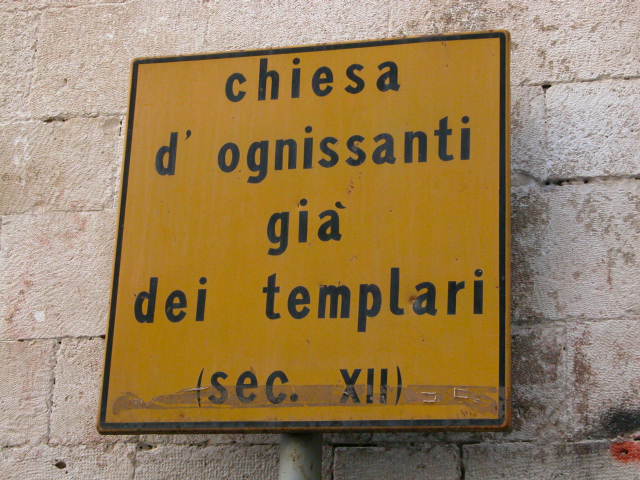 chiesa
d' ognissanti
già
dei templari
(sec. XII)